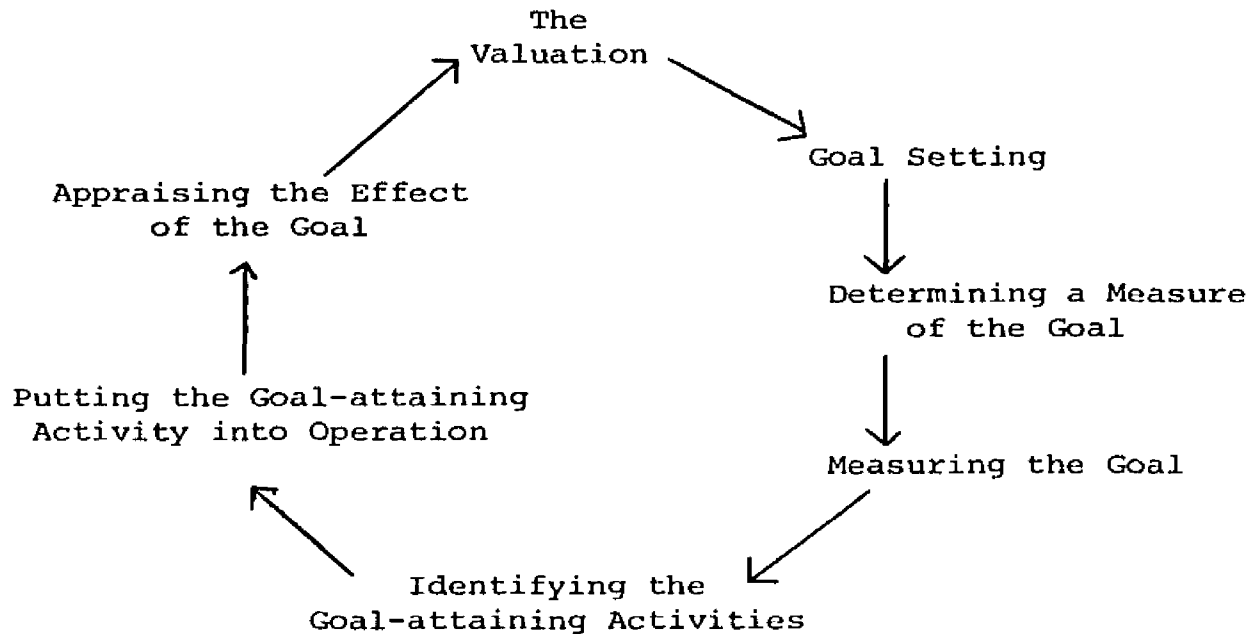 The
Valuation
Goal Setting
Determining a Measure
of the Goal
Measuring the Goal
Identifying the
Goal-attaining Activities
Putting the Goal-attaining
Activity into Operation
Appraising the Effect
of the Goal